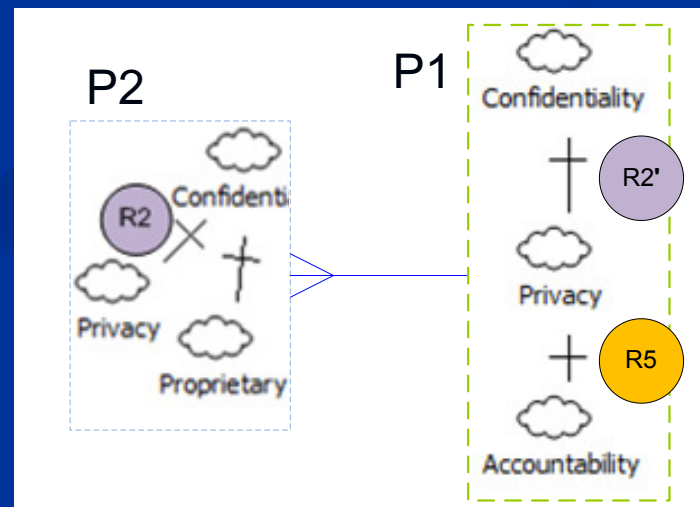 P2
Confidenti
R2
Privacy
Proprietary
P1
Confidentiality
R2'
Privacy
R5
Accountability